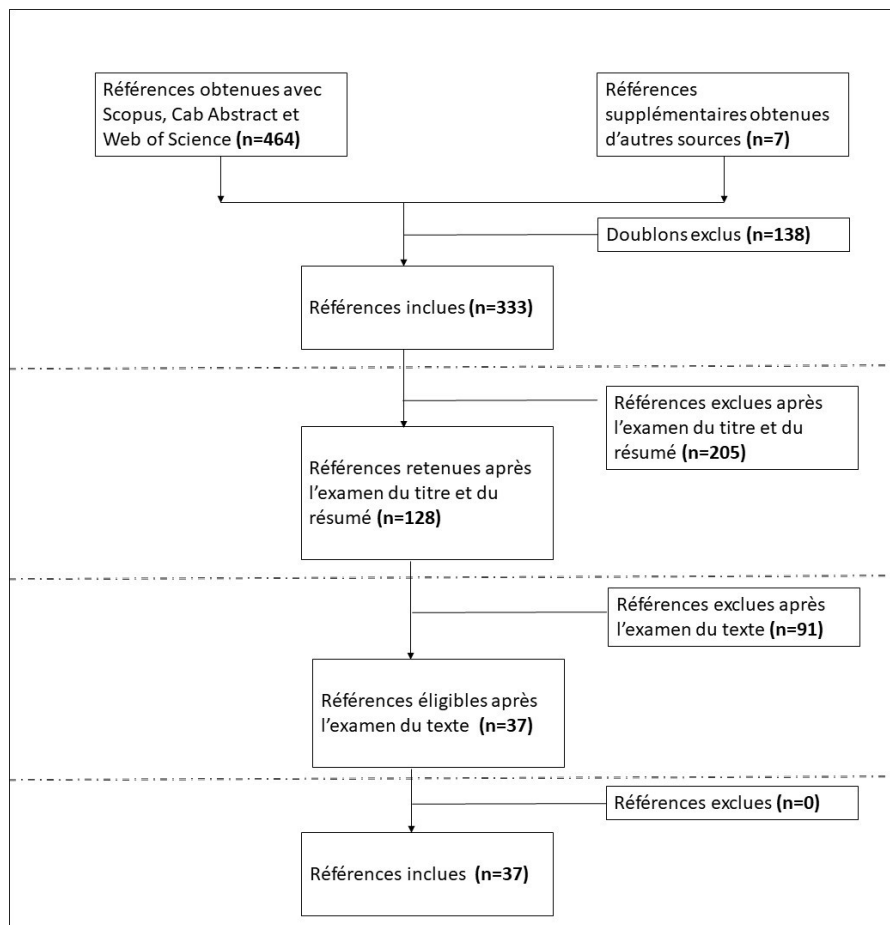 Références obtenues avec
Scopus, Cab Abstract et
Web of Science (n=464)
Références
supplémentaires obtenues
d'autres sources (n=7)
Doublons exclus (n=138)
Références inclues (n=333)
Références exclues après
l'examen du titre et du
résumé (n=205)
Références retenues après
l'examen du titre et du
résumé (n=128)
Références exclues après
l'examen du texte (n=91)
Références éligibles après
l'examen du texte (n=37)
Références exclues (n=0)
Références inclues (n=37)